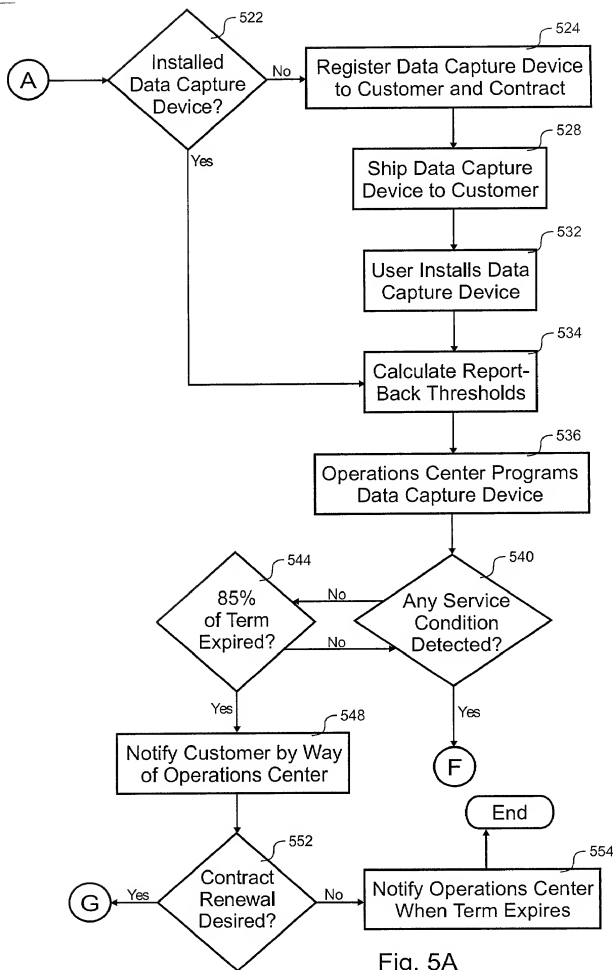 522
524
A
Installed
Data Capture
Device?
No
Register Data Capture Device
to Customer and Contract
528
Yes
Ship Data Capture
Device to Customer
532
User Installs Data
Capture Device
534
Calculate Report-
Back Thresholds
536
Operations Center Programs
Data Capture Device
544
540
85%
of Term
Expired?
No
No
Any Service
Condition
Detected?
Yes
548
Yes
Notify Customer by Way
of Operations Center
F
End
552
554
G
Yes
Contract
Renewal
Desired?
No
Notify Operations Center
When Term Expires
Fig. 5A